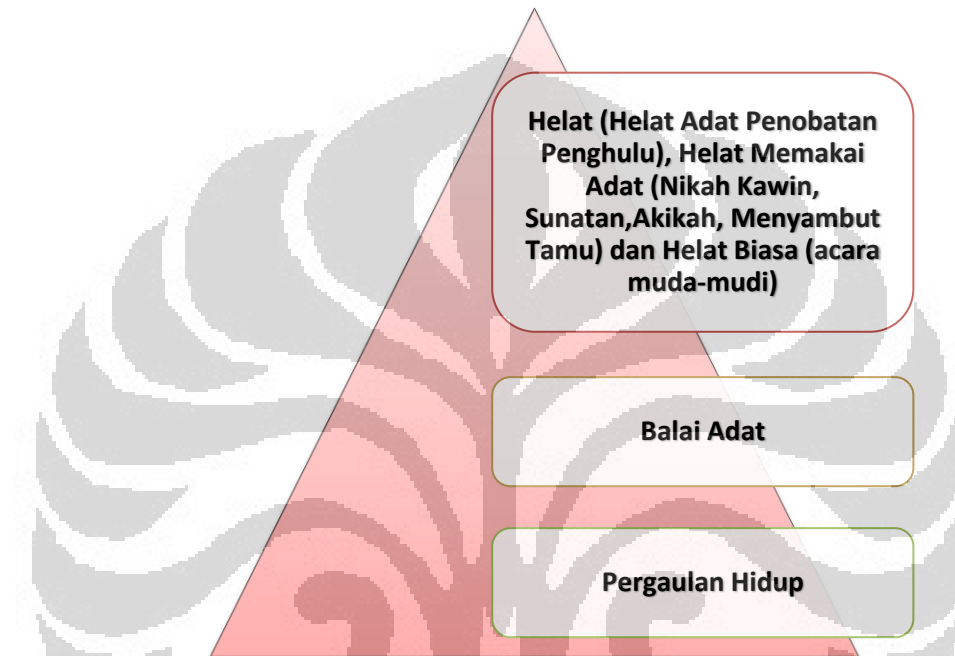 Helat (Helat Adat Penobatan
Penghulu), Helat Memakai
Adat (Nikah Kawin,
Sunatan,Akikah, Menyambut
Tamu) dan Helat Biasa (acara
muda-mudi)
Balai Adat
Pergaulan Hidup